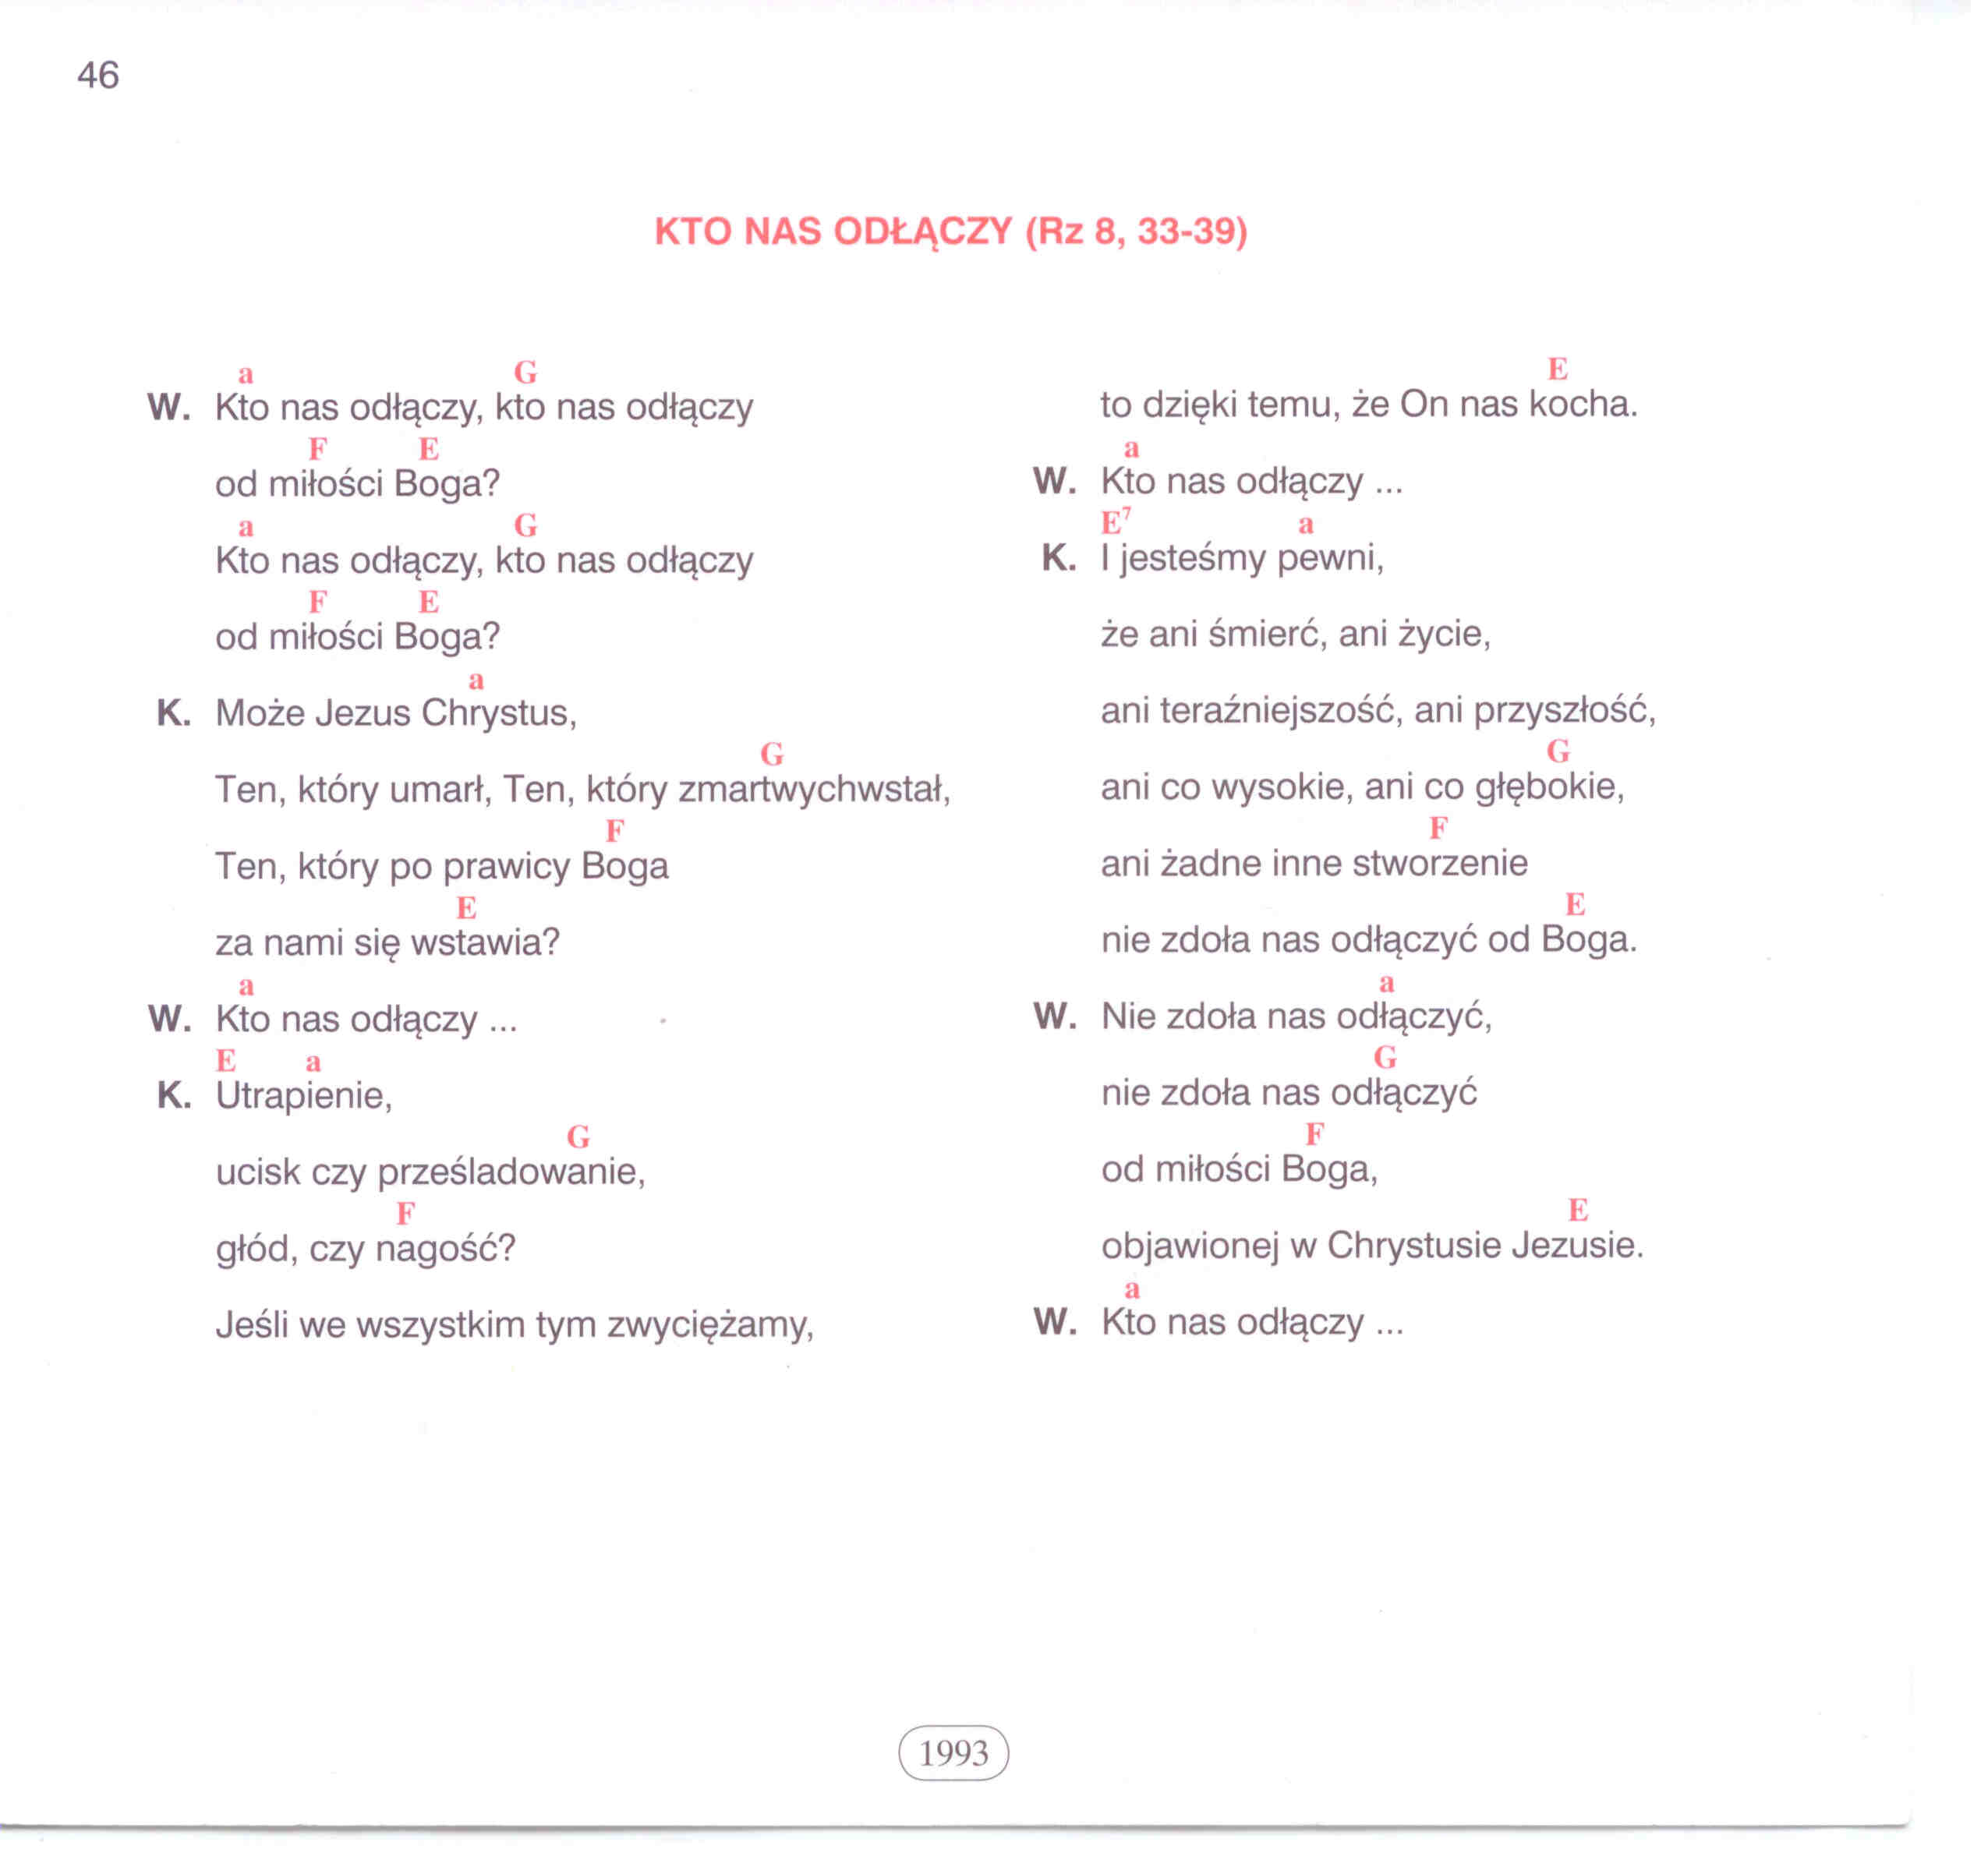 46
KTO NAS ODŁĄCZY (Rz 8, 33-39)
a G
W. Kto nas odłączy, kto nas odłączy
F E
od miłości Boga?
a G
Kto nas odłączy, kto nas odłączy
F E
od miłości Boga?
a
K. Może Jezus Chrystus,
G
Ten, który umarł, Ten, który zmartwychwstał,
F
Ten, który po prawicy Boga
E
za nami się wstawia?
a
W. Kto nas odłączy ...
E a
K. Utrapienie,
G
ucisk czy prześladowanie,
F
głód, czy nagość?
Jeśli we wszystkim tym zwyciężamy,
E
to dzięki temu, że On nas kocha.
a
W. Kto nas odłączy ...
E⁷ a
K. I jesteśmy pewni,
że ani śmierć, ani życie,
ani teraźniejszość, ani przyszłość,
G
ani co wysokie, ani co głębokie,
F
ani żadne inne stworzenie
E
nie zdoła nas odłączyć od Boga.
a
W. Nie zdoła nas odłączyć,
G
nie zdoła nas odłączyć
F
od miłości Boga,
E
objawionej w Chrystusie Jezusie.
a
W. Kto nas odłączy ...
1993